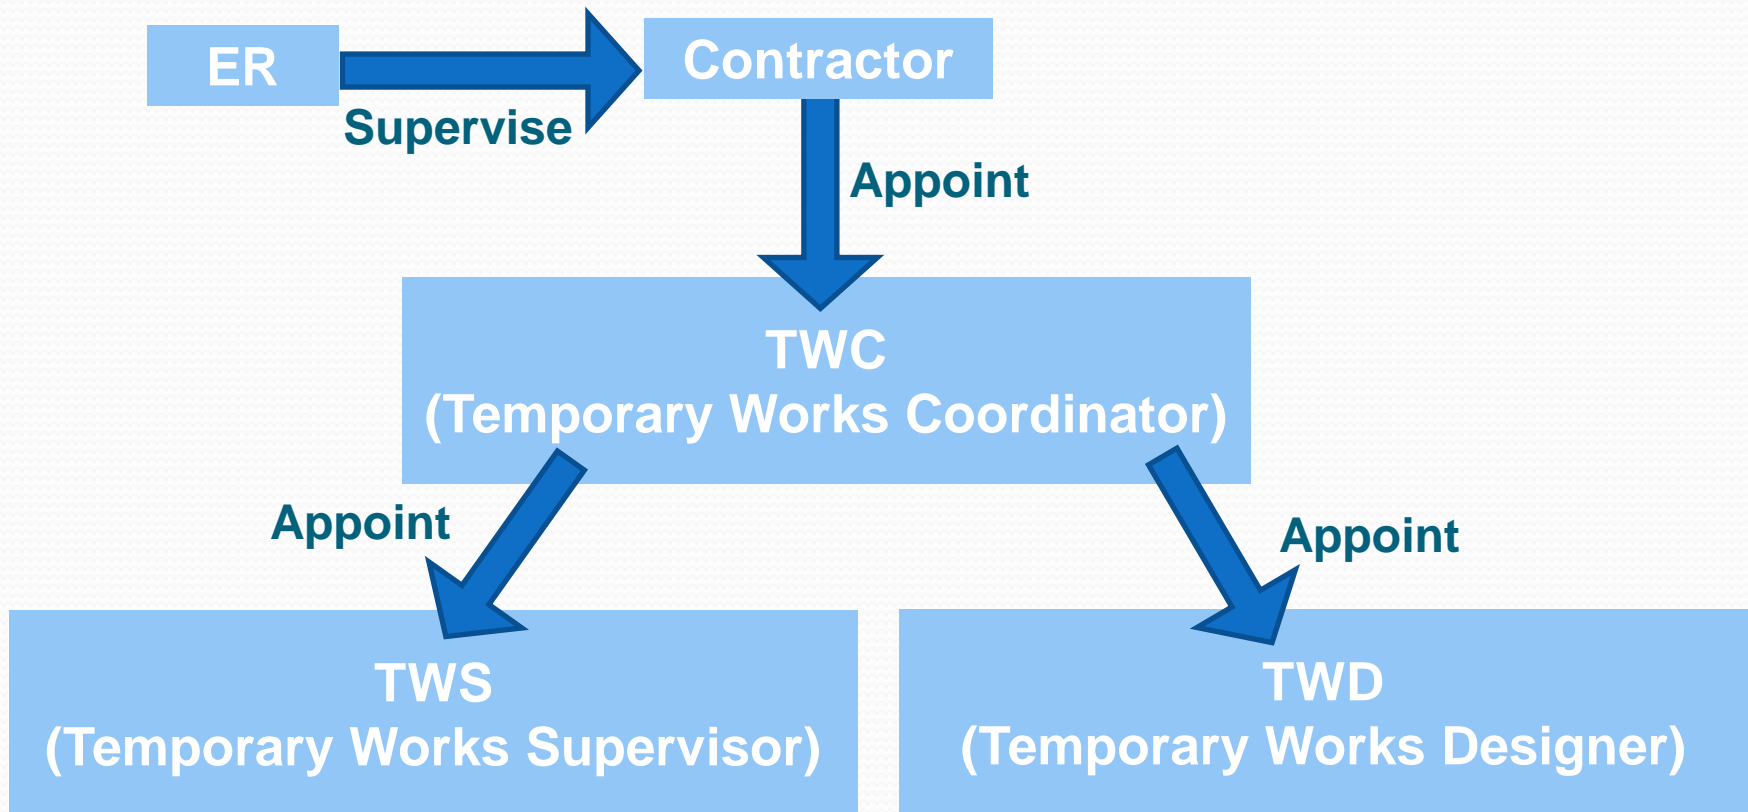 ER
Contractor
Supervise
Appoint
TWC
(Temporary Works Coordinator)
Appoint
Appoint
TWS
(Temporary Works Supervisor)
TWD
(Temporary Works Designer)